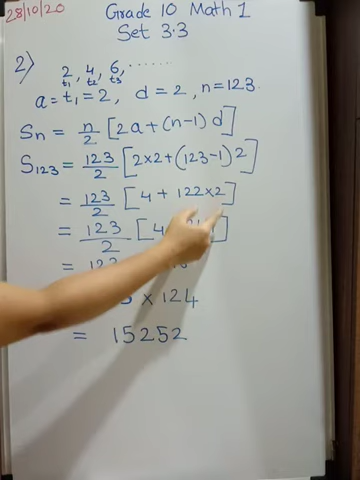 28/10/20
Grade 10 Math 1
Set 3.3
2)
2, 4, 6, .......
t1 t2 t3
a = t1 = 2, d = 2, n = 123.
Sn = n/2 [2a + (n-1) d]
S123 = 123/2 [2×2 + (123-1) 2]
= 123/2 [4 + 122×2]
= 123/2 [4
=
× 124
= 15252